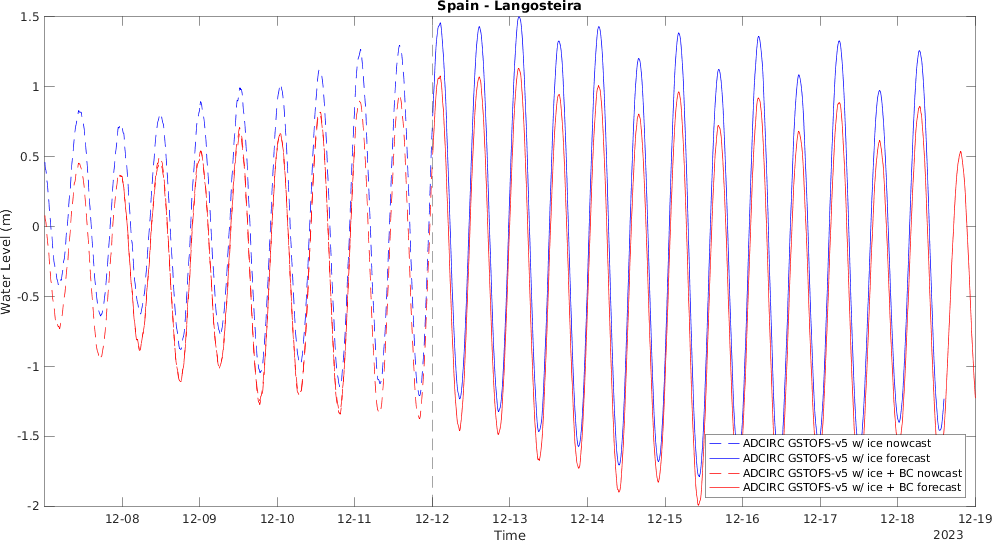 Spain - Langosteira
1.5
1
0.5
0
-0.5
-1
-1.5
-2
Water Level (m)
ADCIRC GSTOFS-v5 w/ ice nowcast
ADCIRC GSTOFS-v5 w/ ice forecast
ADCIRC GSTOFS-v5 w/ ice + BC nowcast
ADCIRC GSTOFS-v5 w/ ice + BC forecast
12-08 12-09 12-10 12-11 12-12 12-13 12-14 12-15 12-16 12-17 12-18 12-19
Time
2023